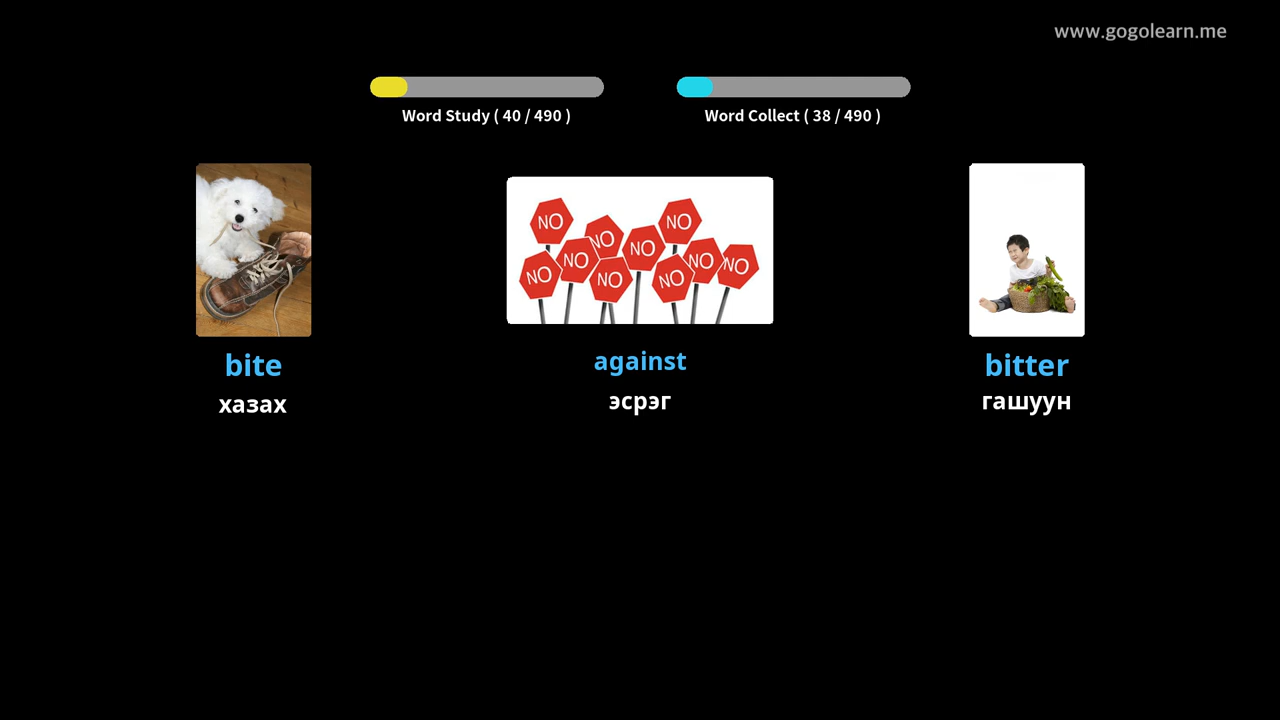 www.gogolearn.me
Word Study ( 40 / 490 )
Word Collect ( 38 / 490 )
NO
NO
NO
NO
NO
NO
NO
NO
NO
NO
bite
against
bitter
хазах
эсрэг
гашуун